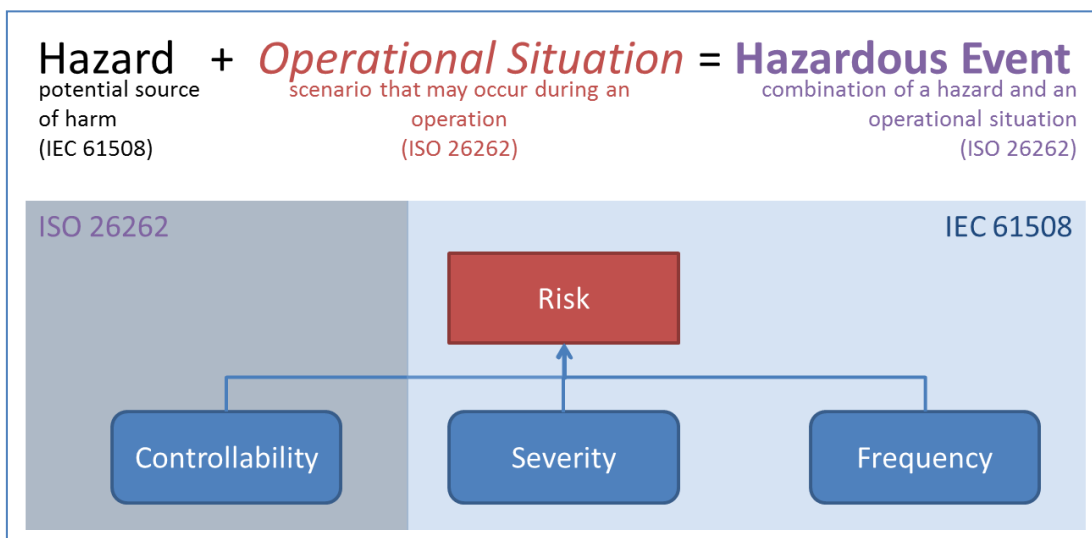 Hazard + Operational Situation = Hazardous Event
potential source
of harm
(IEC 61508)
scenario that may occur during an
operation
(ISO 26262)
combination of a hazard and an
operational situation
(ISO 26262)
ISO 26262
IEC 61508
Risk
Controllability
Severity
Frequency